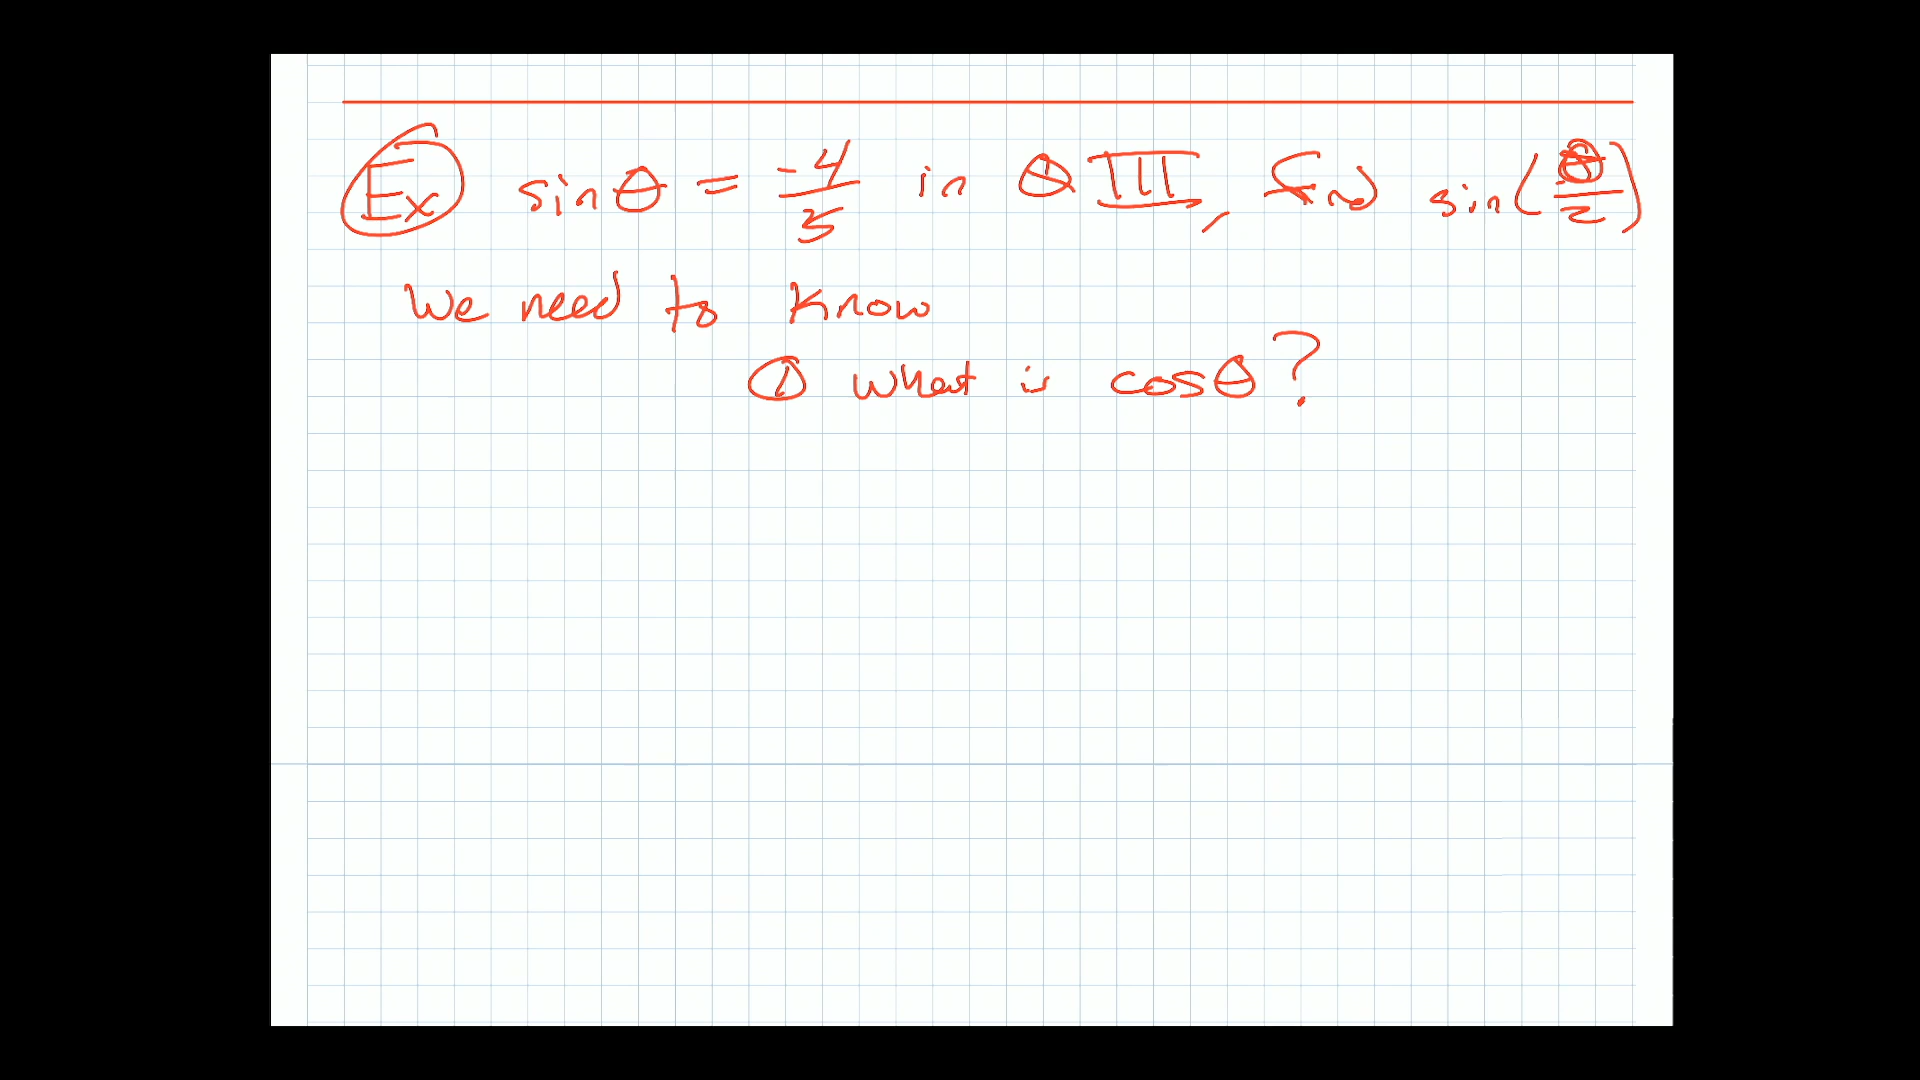 Ex sinθ = -4/5 in Q III, find sin(θ/2)
We need to know
① what is cosθ?